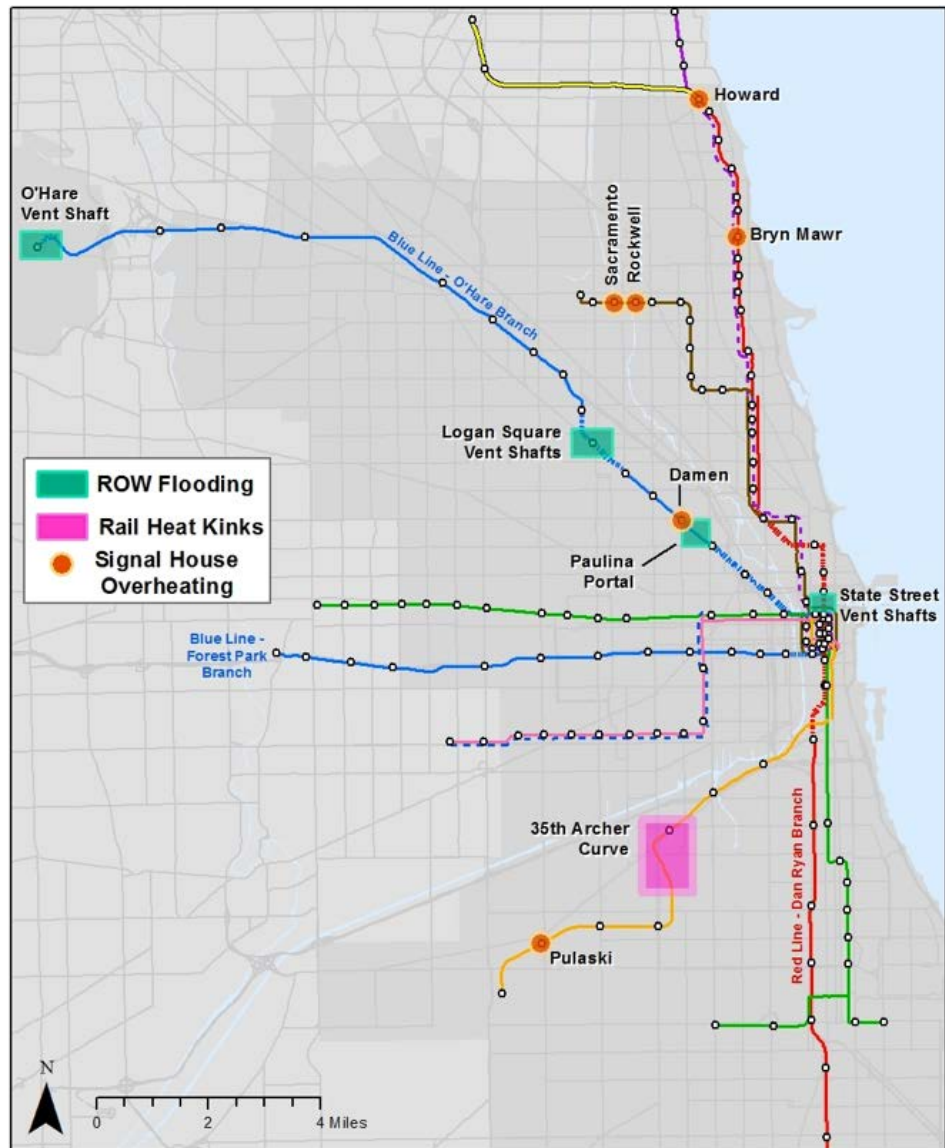 Howard
O'Hare
Vent Shaft
Sacramento
Rockwell
Bryn Mawr
Blue Line - O'Hare Branch
Logan Square
Vent Shafts
Damen
ROW Flooding
Rail Heat Kinks
Signal House
Overheating
Paulina
Portal
State Street
Vent Shafts
Blue Line -
Forest Park
Branch
35th Archer
Curve
Red Line - Dan Ryan Branch
Pulaski
N
0 2 4 Miles